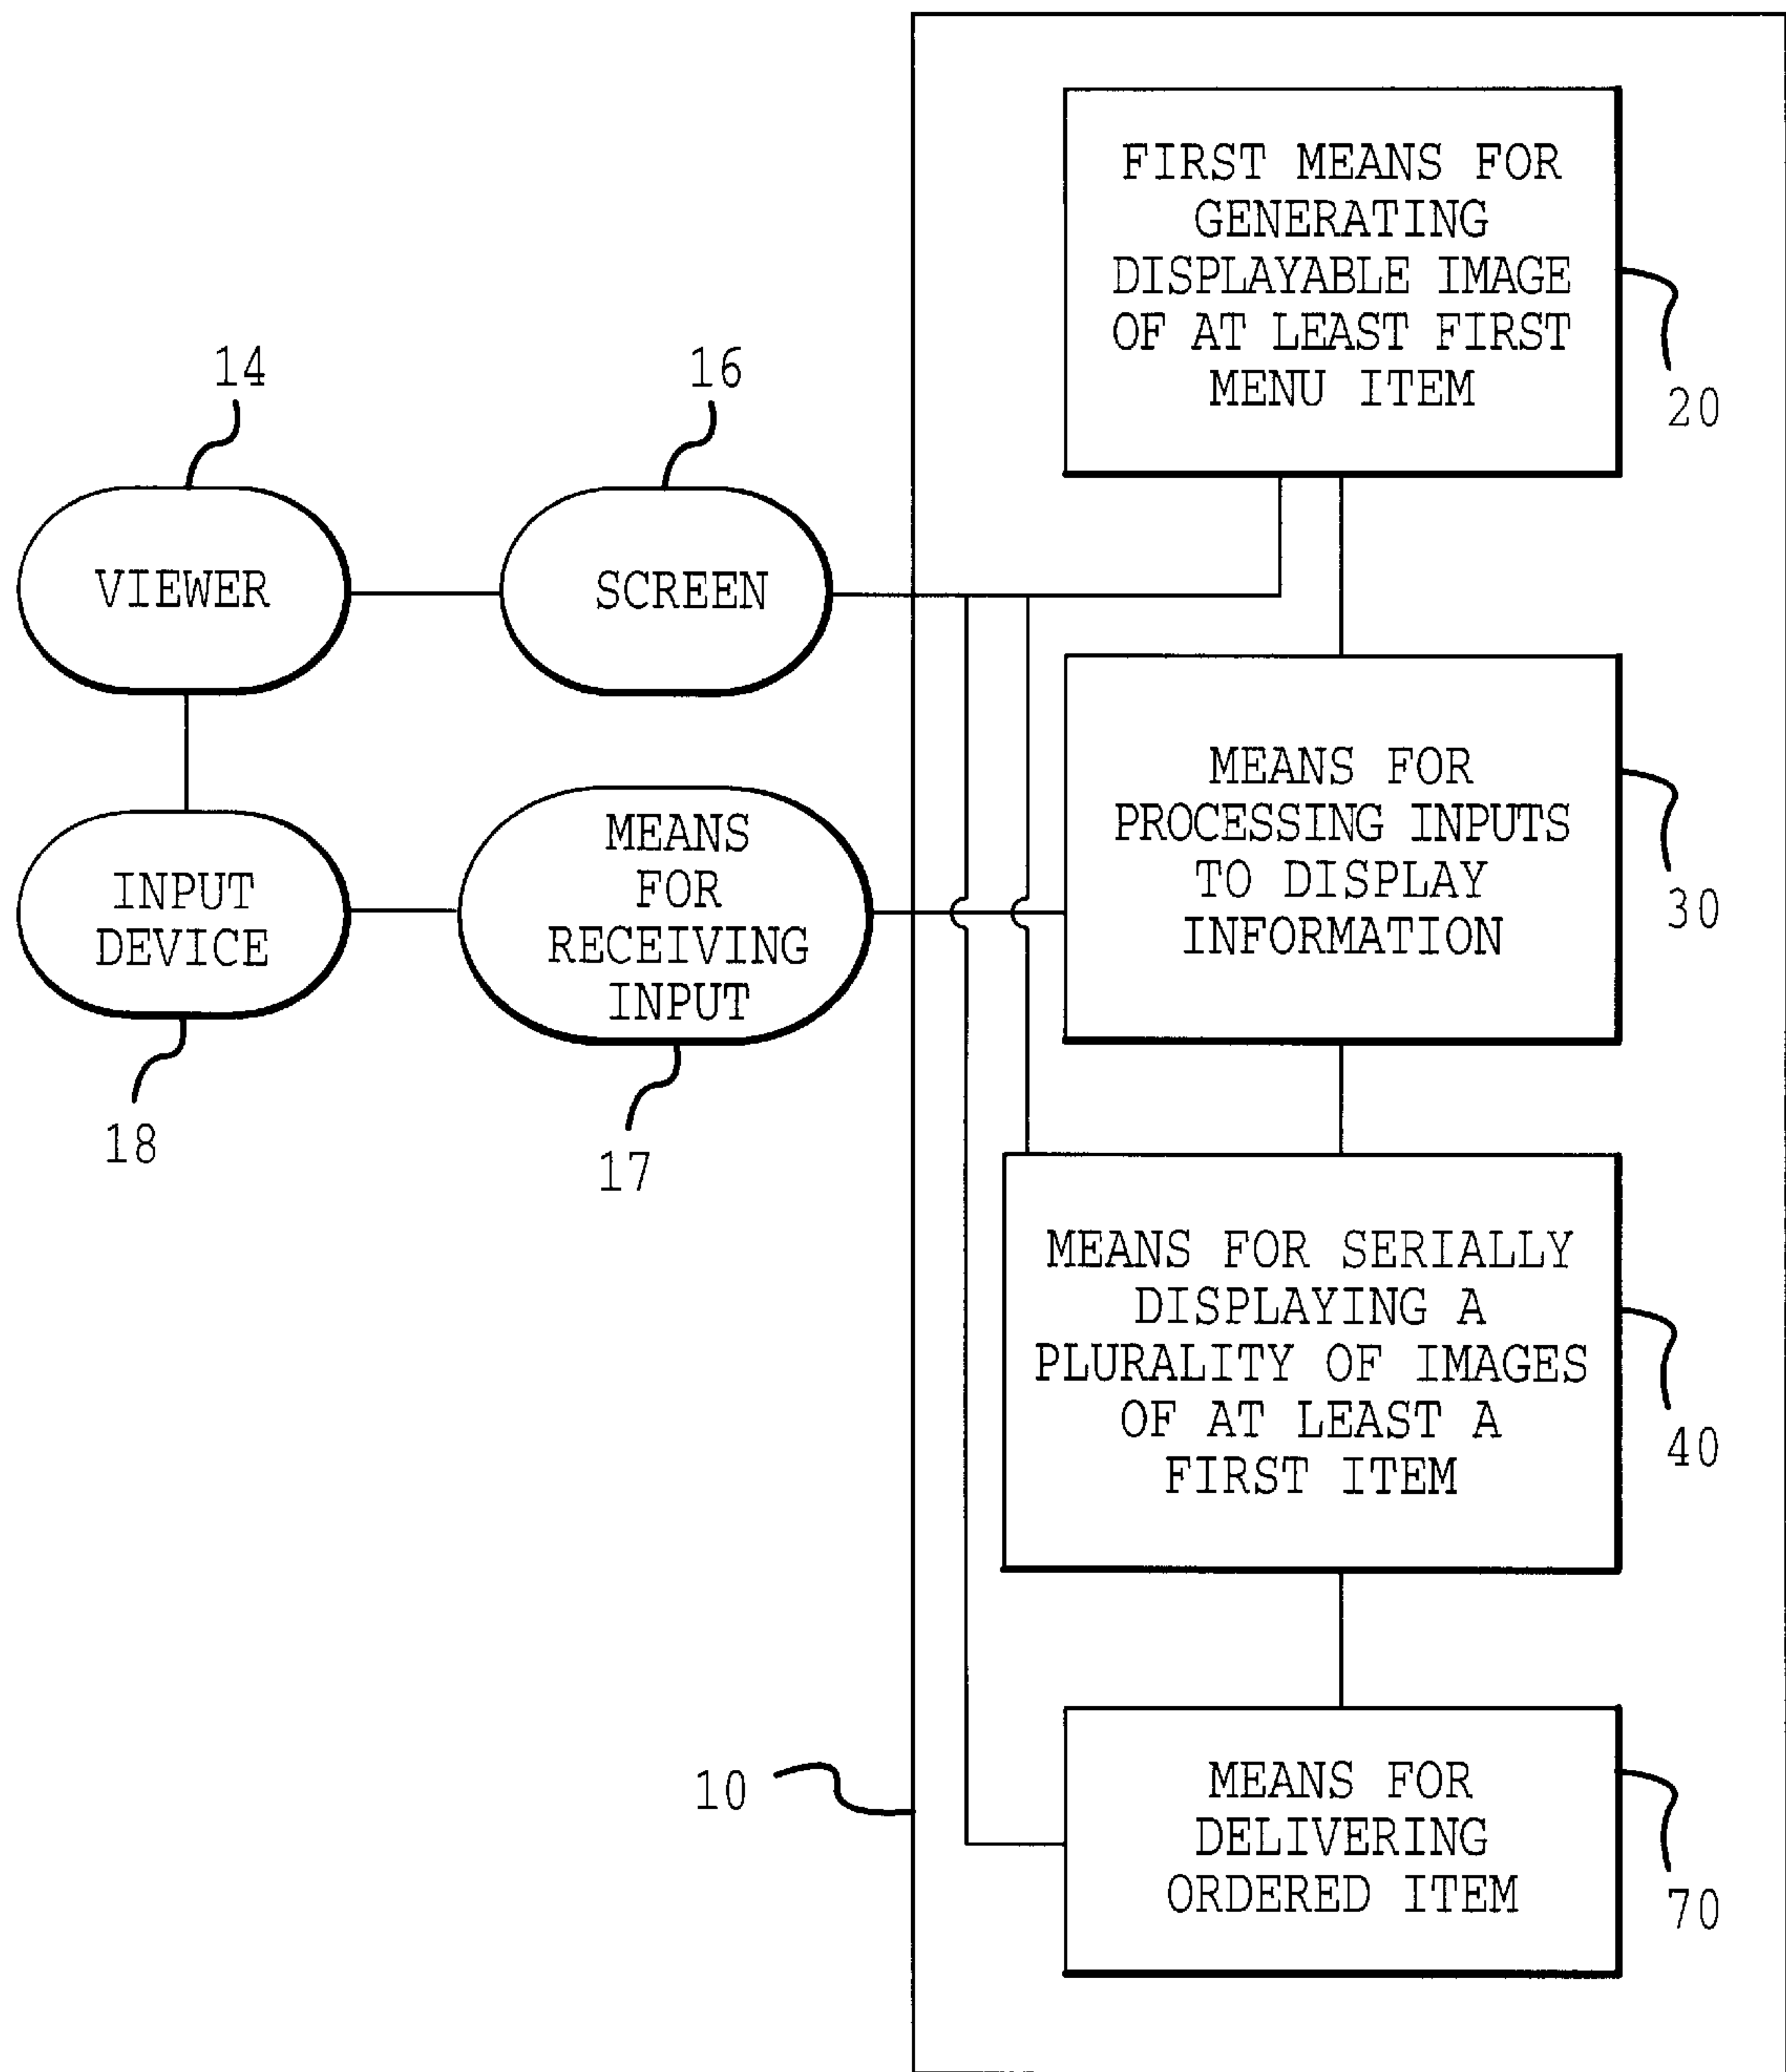 FIRST MEANS FOR
GENERATING
DISPLAYABLE IMAGE
OF AT LEAST FIRST
MENU ITEM
20
14
16
VIEWER
SCREEN
MEANS FOR
PROCESSING INPUTS
TO DISPLAY
INFORMATION
30
INPUT
DEVICE
MEANS
FOR
RECEIVING
INPUT
18
17
MEANS FOR SERIALLY
DISPLAYING A
PLURALITY OF IMAGES
OF AT LEAST A
FIRST ITEM
40
10
MEANS FOR
DELIVERING
ORDERED ITEM
70